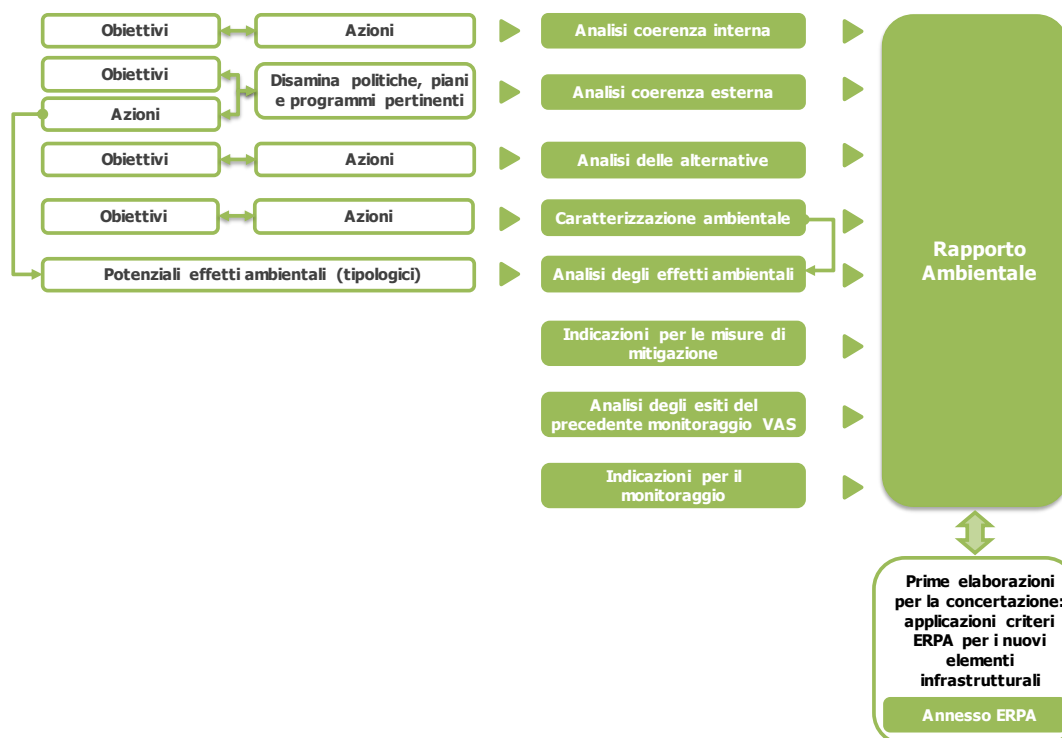 Obiettivi
Azioni
Analisi coerenza interna
Obiettivi
Azioni
Disamina politiche, piani
e programmi pertinenti
Analisi coerenza esterna
Obiettivi
Azioni
Analisi delle alternative
Obiettivi
Azioni
Caratterizzazione ambientale
Potenziali effetti ambientali (tipologici)
Analisi degli effetti ambientali
Indicazioni per le misure di
mitigazione
Analisi degli esiti del
precedente monitoraggio VAS
Indicazioni per il
monitoraggio
Rapporto
Ambientale
Prime elaborazioni
per la concertazione:
applicazioni criteri
ERPA per i nuovi
elementi
infrastrutturali
Annesso ERPA